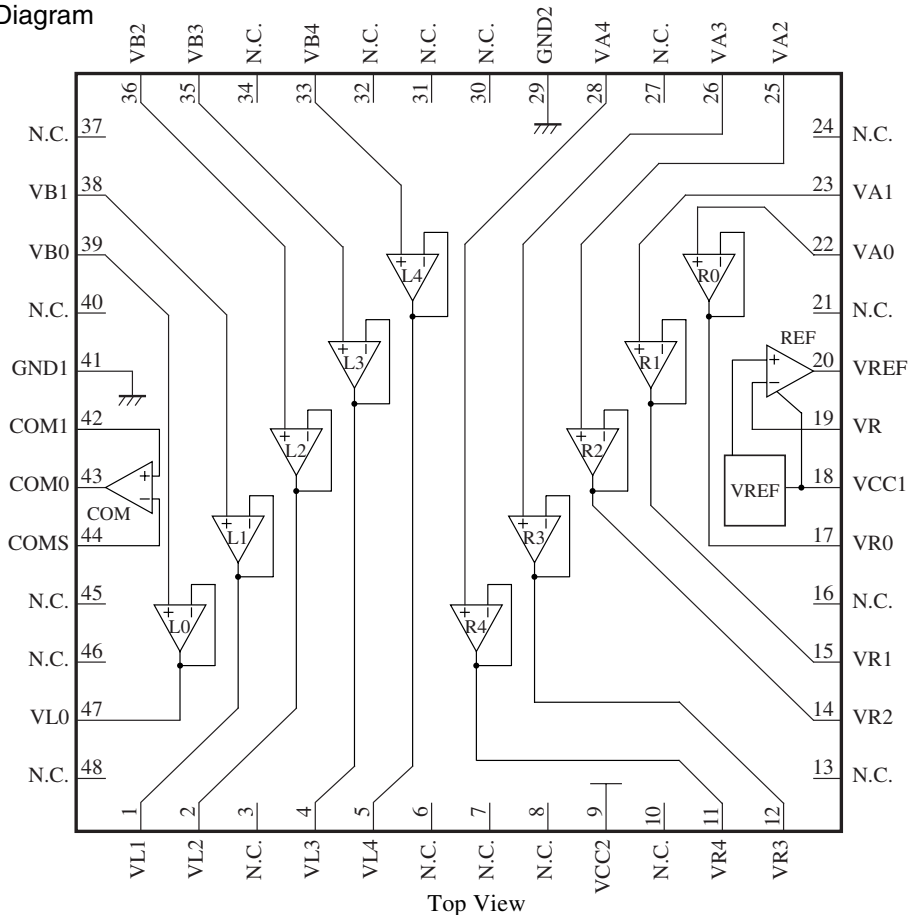 Diagram
VB2 VB3 N.C. VB4 N.C. N.C. N.C. GND2 VA4 N.C. VA3 VA2
36 35 34 33 32 31 30 29 28 27 26 25
N.C. 37
24 N.C.
VB1 38
23 VA1
VB0 39
22 VA0
L4 R0
N.C. 40
21 N.C.
REF
GND1 41
L3 R1
20 VREF
COM1 42
19 VR
L2 R2
COM0 43
VREF
18 VCC1
COM
COMS 44
L1 R3
17 VR0
N.C. 45
16 N.C.
L0 R4
N.C. 46
15 VR1
VL0 47
14 VR2
N.C. 48
13 N.C.
1 2 3 4 5 6 7 8 9 10 11 12
VL1 VL2 N.C. VL3 VL4 N.C. N.C. N.C. VCC2 N.C. VR4 VR3
Top View